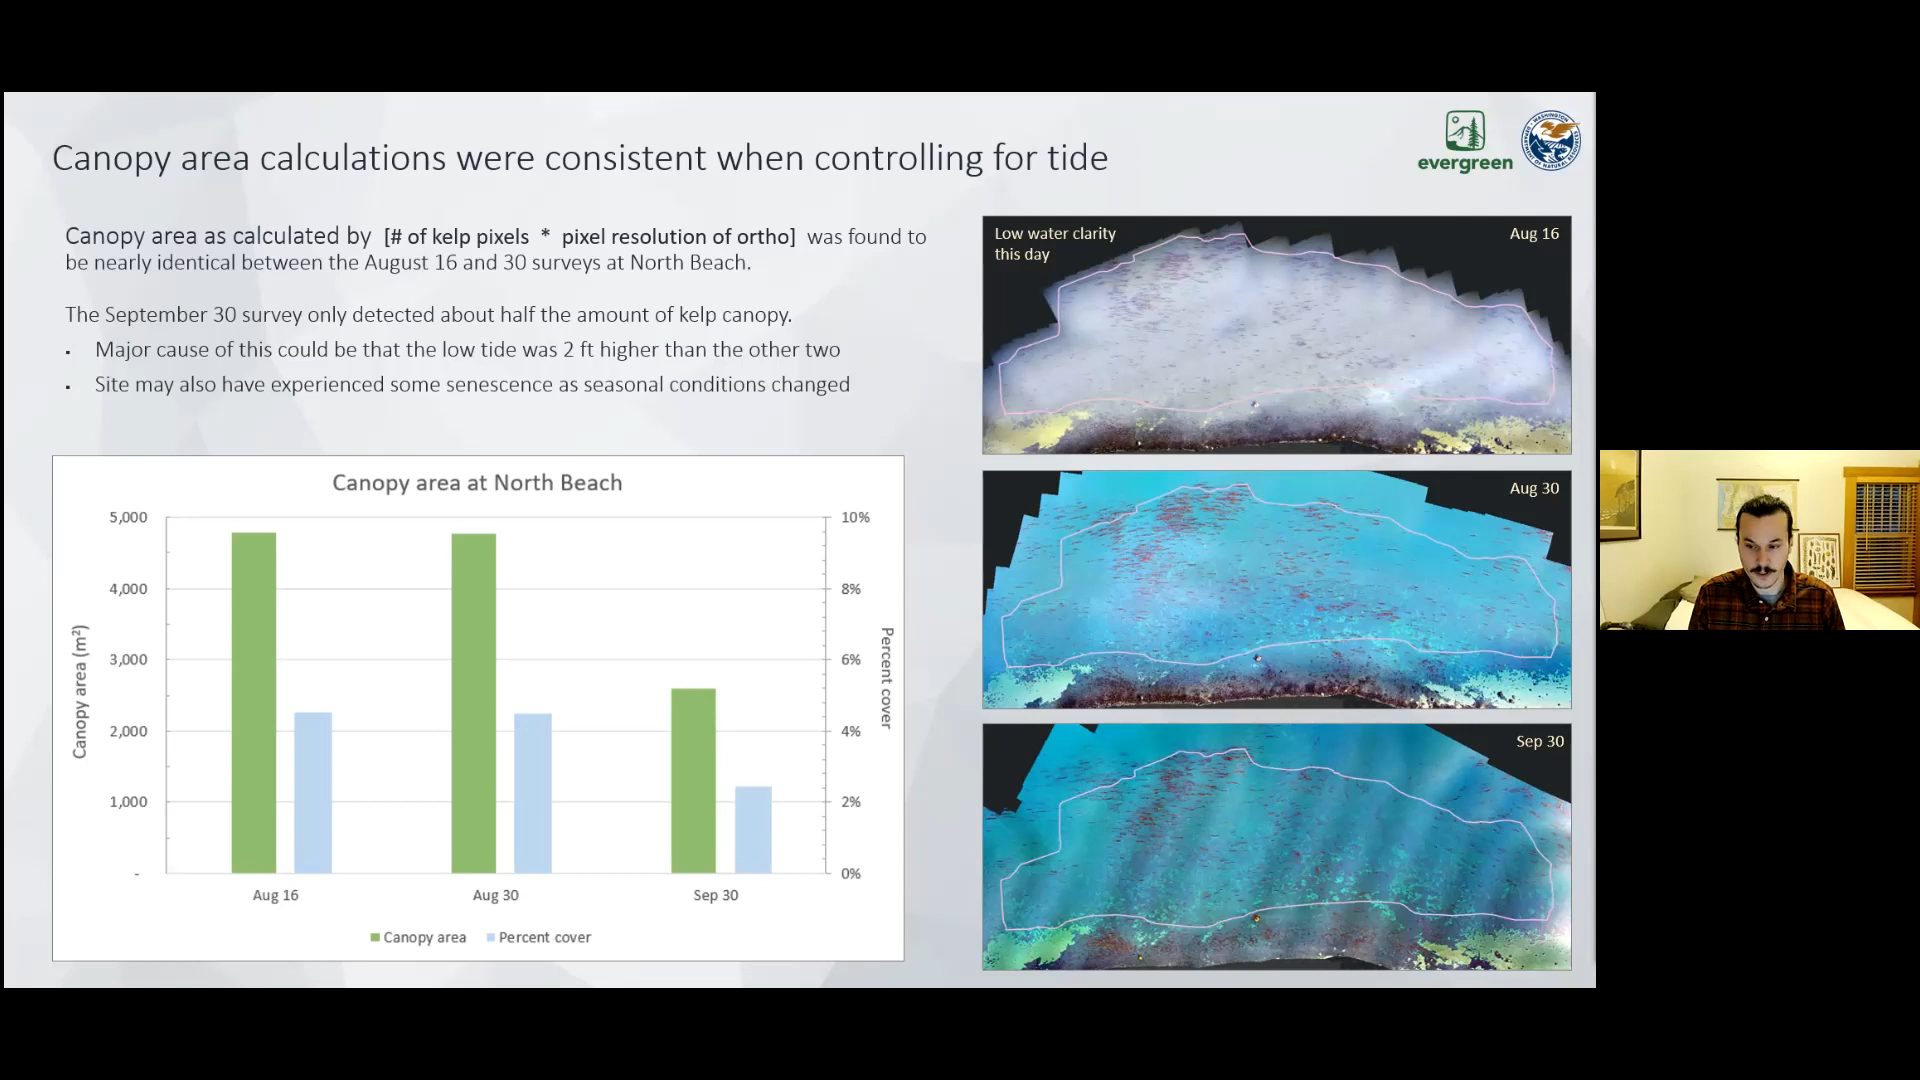 Canopy area calculations were consistent when controlling for tide
evergreen
Canopy area as calculated by [# of kelp pixels * pixel resolution of ortho] was found to
be nearly identical between the August 16 and 30 surveys at North Beach.
The September 30 survey only detected about half the amount of kelp canopy.
▪ Major cause of this could be that the low tide was 2 ft higher than the other two
▪ Site may also have experienced some senescence as seasonal conditions changed
Low water clarity
this day
Aug 16
Aug 30
Sep 30
Canopy area at North Beach
5,000
4,000
3,000
2,000
1,000
-
Canopy area (m²)
10%
8%
6%
4%
2%
0%
Percent cover
Aug 16
Aug 30
Sep 30
Canopy area
Percent cover